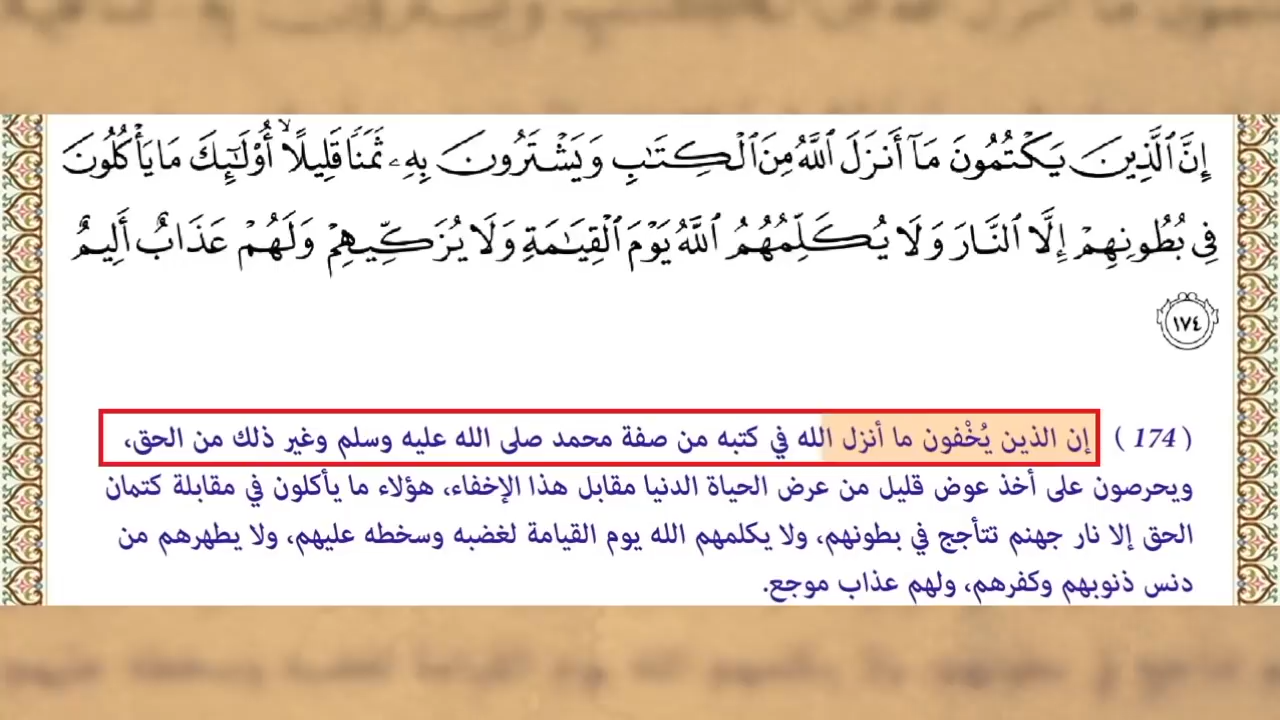 إِنَّ ٱلَّذِينَ يَكْتُمُونَ مَآ أَنزَلَ ٱللَّهُ مِنَ ٱلْكِتَٰبِ وَيَشْتَرُونَ بِهِۦ ثَمَنًا قَلِيلًا ۙ أُو۟لَٰٓئِكَ مَا يَأْكُلُونَ
فِى بُطُونِهِمْ إِلَّا ٱلنَّارَ وَلَا يُكَلِّمُهُمُ ٱللَّهُ يَوْمَ ٱلْقِيَٰمَةِ وَلَا يُزَكِّيهِمْ وَلَهُمْ عَذَابٌ أَلِيمٌ
١٧٤
(174) إن الذين يُخْفون ما أنزل الله في كتبه من صفة محمد صلى الله عليه وسلم وغير ذلك من الحق،
ويحرصون على أخذ عوض قليل من عرض الحياة الدنيا مقابل هذا الإخفاء، هؤلاء ما يأكلون في مقابلة كتمان
الحق إلا نار جهنم تتأجج في بطونهم، ولا يكلمهم الله يوم القيامة لغضبه وسخطه عليهم، ولا يطهرهم من
دنس ذنوبهم وكفرهم، ولهم عذاب موجع.